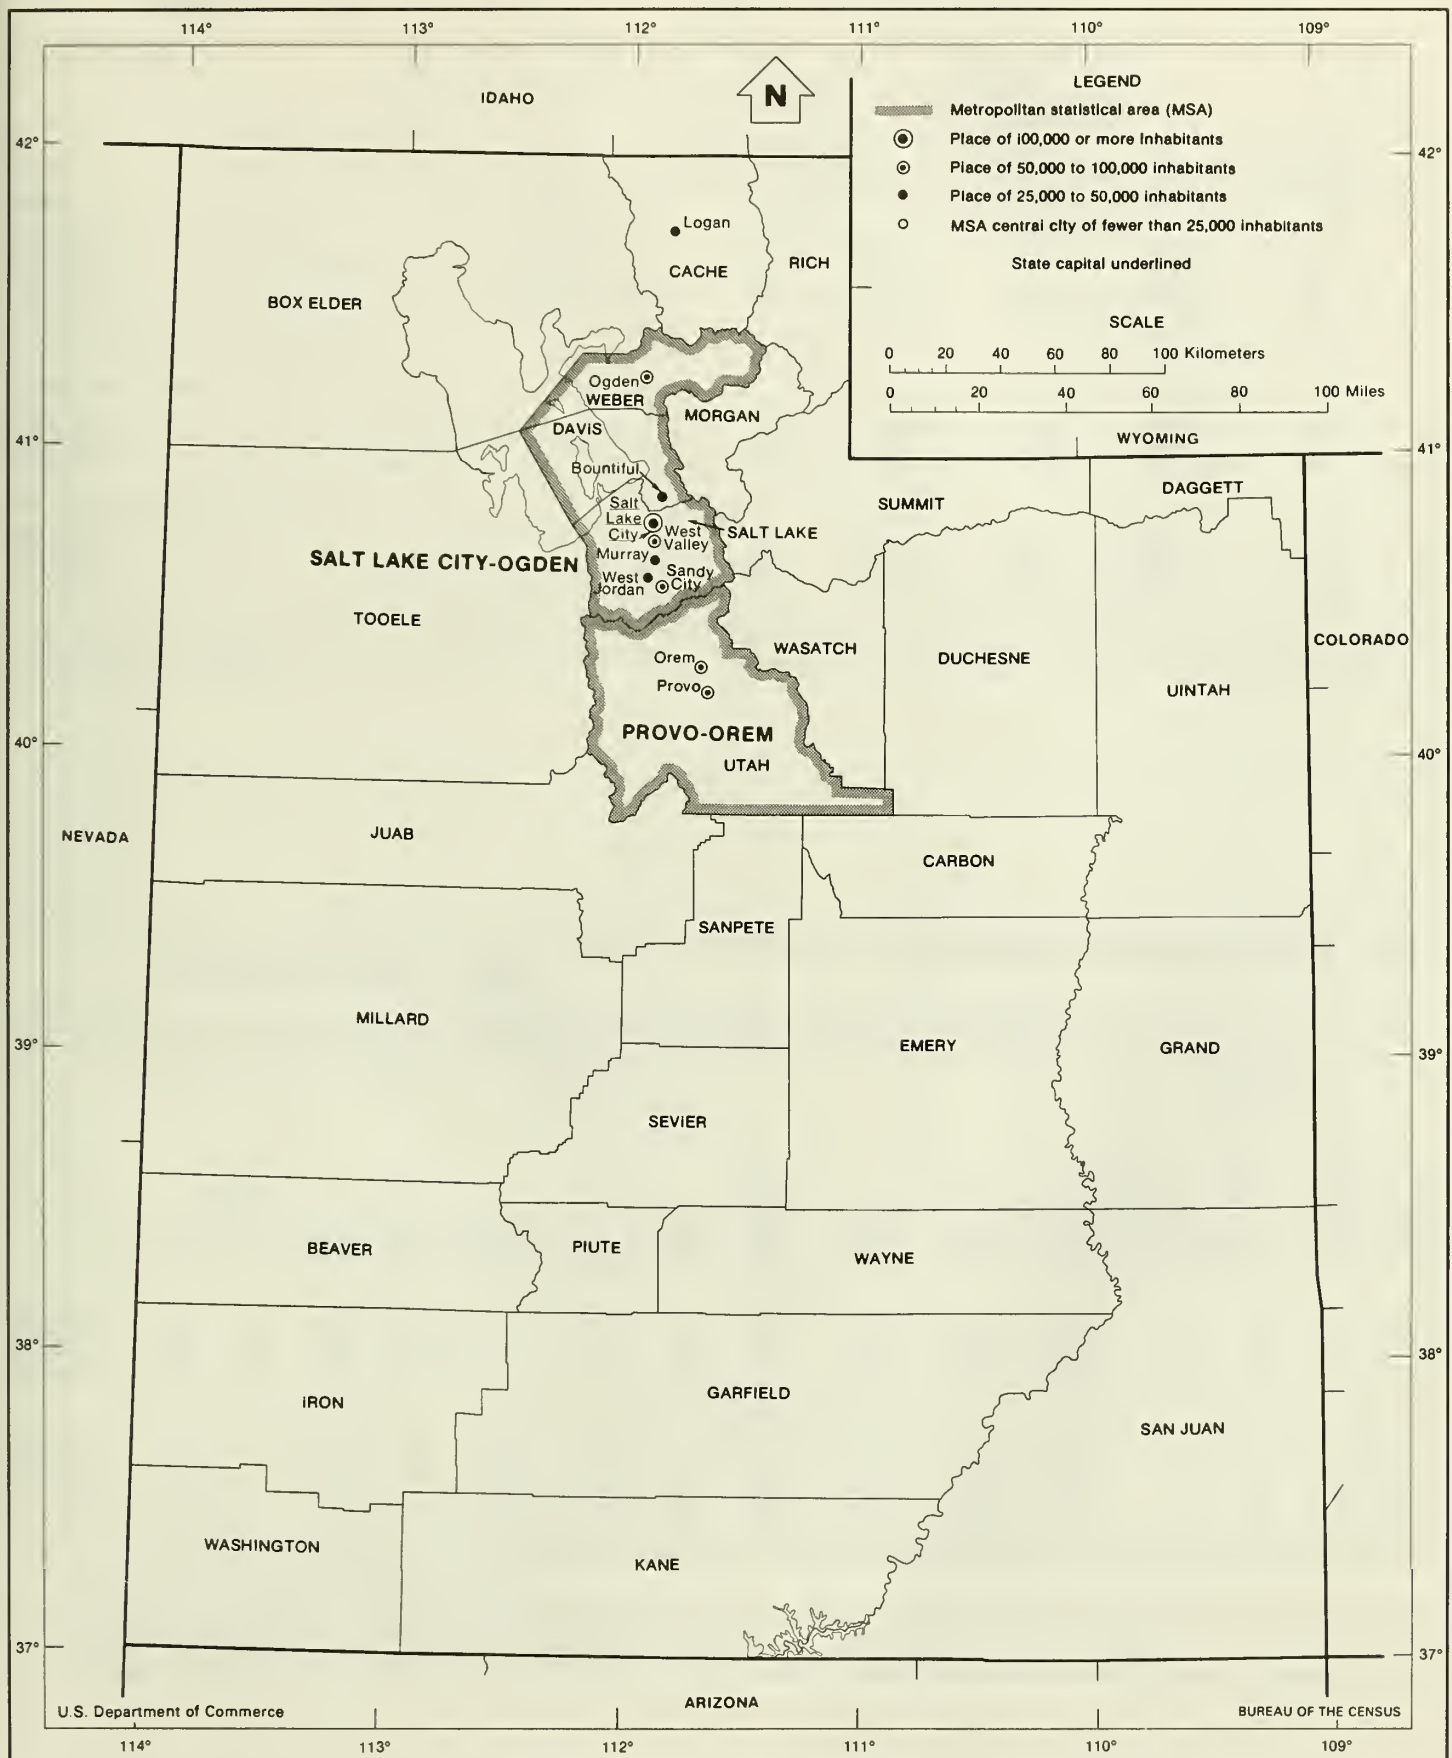 114° 113° 112° 111° 110° 109°
IDAHO
N
LEGEND
Metropolitan statistical area (MSA)
Place of i00,000 or more Inhabitants
Place of 50,000 to 100,000 inhabitants
Place of 25,000 to 50,000 inhabitants
MSA central city of fewer than 25,000 inhabitants
State capital underlined
SCALE
0 20 40 60 80 100 Kilometers
0 20 40 60 80 100 Miles
42° 42°
Logan
CACHE
RICH
BOX ELDER
Ogden
WEBER
MORGAN
DAVIS
41° 41°
WYOMING
Bountiful
SUMMIT
DAGGETT
Salt
Lake
City
SALT LAKE
West
Valley
Murray
SALT LAKE CITY-OGDEN
West
Jordan
Sandy
City
TOOELE
WASATCH
DUCHESNE
COLORADO
Orem
Provo
UINTAH
PROVO-OREM
40° 40°
UTAH
NEVADA
JUAB
CARBON
SANPETE
MILLARD
39° 39°
EMERY
GRAND
SEVIER
BEAVER
PIUTE
WAYNE
38° 38°
IRON
GARFIELD
SAN JUAN
WASHINGTON
KANE
37° 37°
ARIZONA
U.S. Department of Commerce
BUREAU OF THE CENSUS
114° 113° 112° 111° 110° 109°